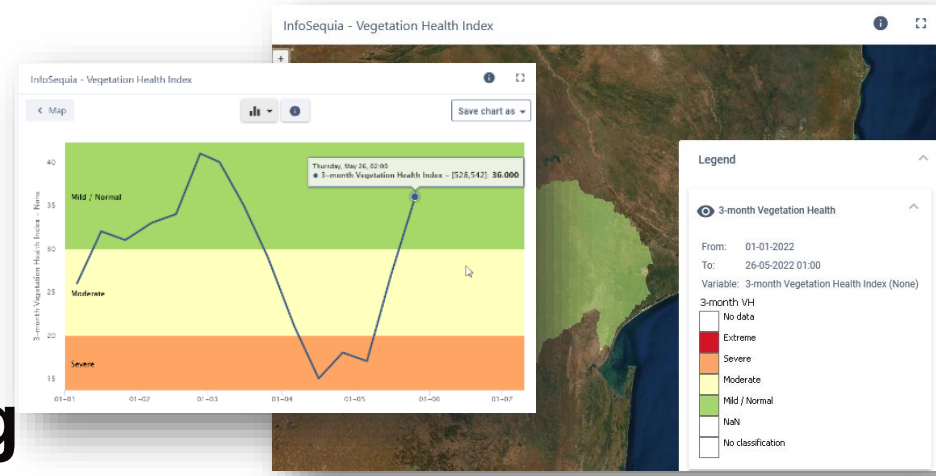 InfoSequia - Vegetation Health Index
+
InfoSequia - Vegetation Health Index
Map
Save chart as
3-month Vegetation Health Index - None
40
35
30
25
20
15
Mild / Normal
Moderate
Severe
Thursday, May 26, 02:00
3-month Vegetation Health Index - [528,542]: 36.000
01-01
01-02
01-03
01-04
01-05
01-06
01-07
Legend
3-month Vegetation Health
From: 01-01-2022
To: 26-05-2022 01:00
Variable: 3-month Vegetation Health Index (None)
3-month VH
No data
Extreme
Severe
Moderate
Mild / Normal
NaN
No classification
g